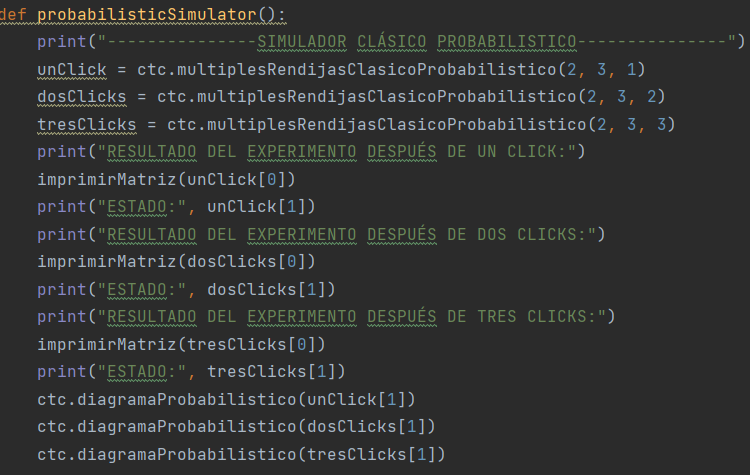 def probabilisticSimulator():
    print("---------------SIMULADOR CLÁSICO PROBABILISTICO---------------")
    unClick = ctc.multiplesRendijasClasicoProbabilistico(2, 3, 1)
    dosClicks = ctc.multiplesRendijasClasicoProbabilistico(2, 3, 2)
    tresClicks = ctc.multiplesRendijasClasicoProbabilistico(2, 3, 3)
    print("RESULTADO DEL EXPERIMENTO DESPUÉS DE UN CLICK:")
    imprimirMatriz(unClick[0])
    print("ESTADO:", unClick[1])
    print("RESULTADO DEL EXPERIMENTO DESPUÉS DE DOS CLICKS:")
    imprimirMatriz(dosClicks[0])
    print("ESTADO:", dosClicks[1])
    print("RESULTADO DEL EXPERIMENTO DESPUÉS DE TRES CLICKS:")
    imprimirMatriz(tresClicks[0])
    print("ESTADO:", tresClicks[1])
    ctc.diagramaProbabilistico(unClick[1])
    ctc.diagramaProbabilistico(dosClicks[1])
    ctc.diagramaProbabilistico(tresClicks[1])